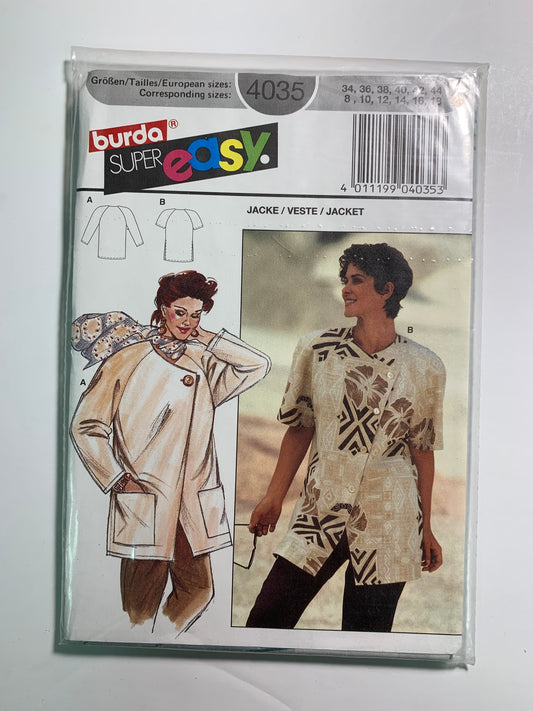 Größen/Tailles/European sizes: 34, 36, 38, 40, 42, 44
Corresponding sizes: 8, 10, 12, 14, 16, 18
4035
burda®
SUPER easy.
4 011199 040353
A
B
JACKE / VESTE / JACKET
A
B